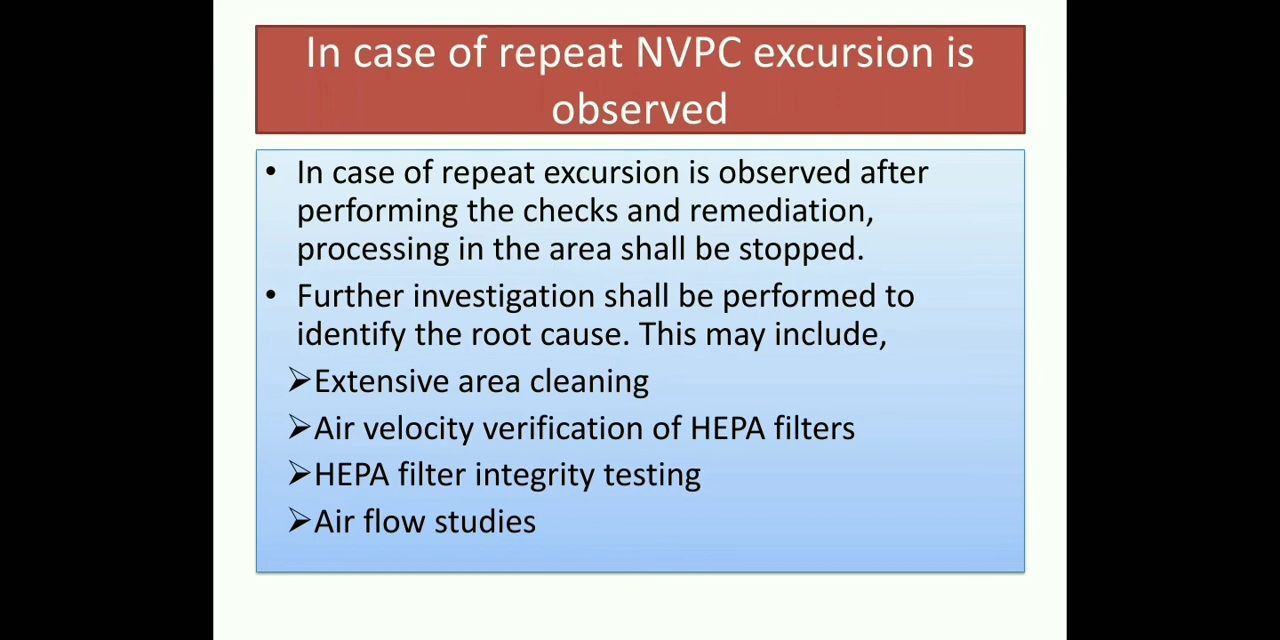 In case of repeat NVPC excursion is
observed
• In case of repeat excursion is observed after
performing the checks and remediation,
processing in the area shall be stopped.
• Further investigation shall be performed to
identify the root cause. This may include,
➢Extensive area cleaning
➢Air velocity verification of HEPA filters
➢HEPA filter integrity testing
➢Air flow studies